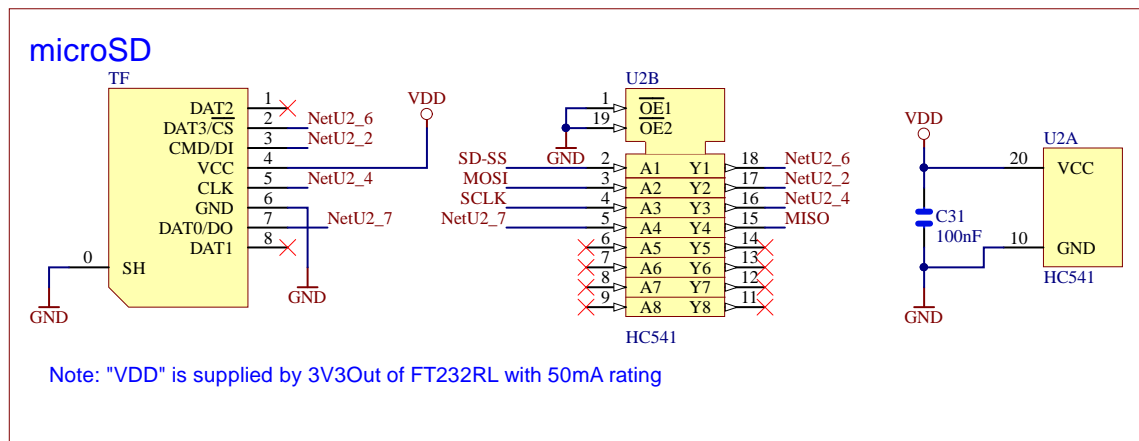 microSD
TF
DAT2 1
DAT3/CS 2 NetU2_6
CMD/DI 3 NetU2_2
VCC 4
CLK 5 NetU2_4
GND 6
DAT0/DO 7 NetU2_7
DAT1 8
0 SH
GND
GND
VDD
U2B
1 OE1
19 OE2
GND
SD-SS 2 A1 Y1 18 NetU2_6
MOSI 3 A2 Y2 17 NetU2_2
SCLK 4 A3 Y3 16 NetU2_4
NetU2_7 5 A4 Y4 15 MISO
6 A5 Y5 14
7 A6 Y6 13
8 A7 Y7 12
9 A8 Y8 11
HC541
VDD
U2A
20 VCC
C31
100nF
10 GND
HC541
GND
Note: "VDD" is supplied by 3V3Out of FT232RL with 50mA rating